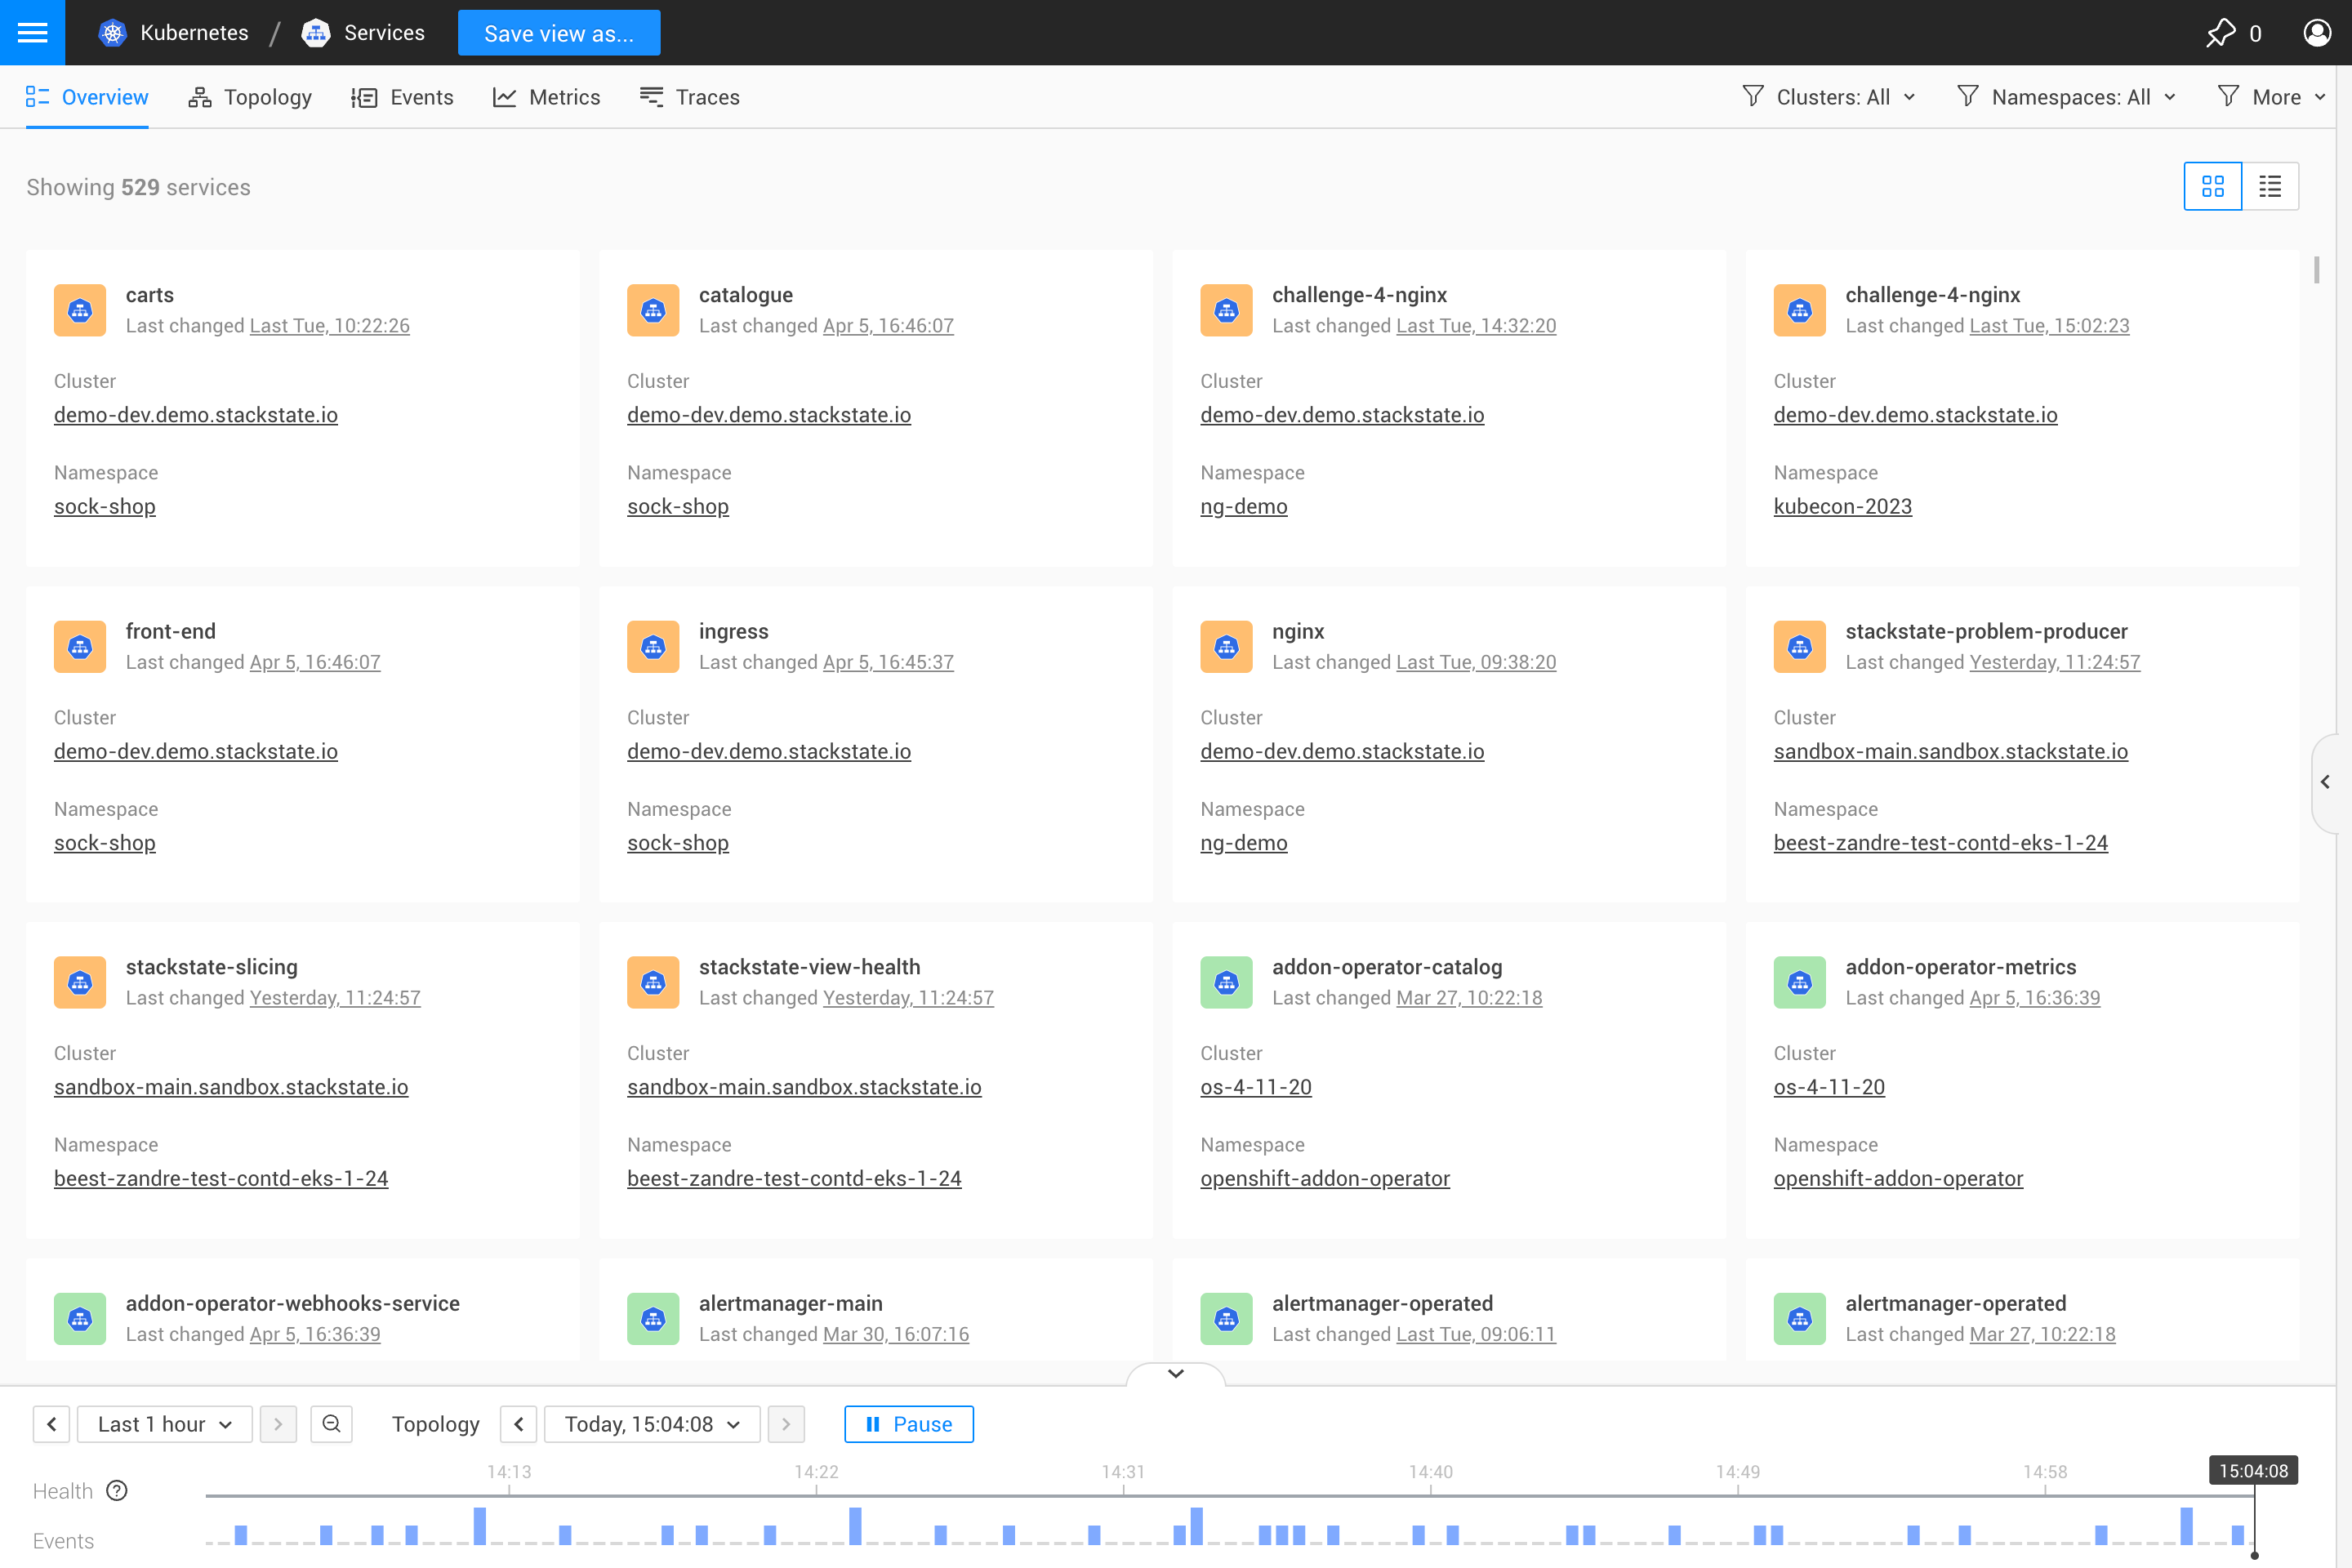 Kubernetes / Services Save view as... 0
Overview Topology Events Metrics Traces Clusters: All Namespaces: All More
Showing 529 services
carts
Last changed Last Tue, 10:22:26
Cluster
demo-dev.demo.stackstate.io
Namespace
sock-shop
catalogue
Last changed Apr 5, 16:46:07
Cluster
demo-dev.demo.stackstate.io
Namespace
sock-shop
challenge-4-nginx
Last changed Last Tue, 14:32:20
Cluster
demo-dev.demo.stackstate.io
Namespace
ng-demo
challenge-4-nginx
Last changed Last Tue, 15:02:23
Cluster
demo-dev.demo.stackstate.io
Namespace
kubecon-2023
front-end
Last changed Apr 5, 16:46:07
Cluster
demo-dev.demo.stackstate.io
Namespace
sock-shop
ingress
Last changed Apr 5, 16:45:37
Cluster
demo-dev.demo.stackstate.io
Namespace
sock-shop
nginx
Last changed Last Tue, 09:38:20
Cluster
demo-dev.demo.stackstate.io
Namespace
ng-demo
stackstate-problem-producer
Last changed Yesterday, 11:24:57
Cluster
sandbox-main.sandbox.stackstate.io
Namespace
beest-zandre-test-contd-eks-1-24
stackstate-slicing
Last changed Yesterday, 11:24:57
Cluster
sandbox-main.sandbox.stackstate.io
Namespace
beest-zandre-test-contd-eks-1-24
stackstate-view-health
Last changed Yesterday, 11:24:57
Cluster
sandbox-main.sandbox.stackstate.io
Namespace
beest-zandre-test-contd-eks-1-24
addon-operator-catalog
Last changed Mar 27, 10:22:18
Cluster
os-4-11-20
Namespace
openshift-addon-operator
addon-operator-metrics
Last changed Apr 5, 16:36:39
Cluster
os-4-11-20
Namespace
openshift-addon-operator
addon-operator-webhooks-service
Last changed Apr 5, 16:36:39
alertmanager-main
Last changed Mar 30, 16:07:16
alertmanager-operated
Last changed Last Tue, 09:06:11
alertmanager-operated
Last changed Mar 27, 10:22:18
Last 1 hour Topology Today, 15:04:08 Pause
14:13 14:22 14:31 14:40 14:49 14:58 15:04:08
Health ?
Events